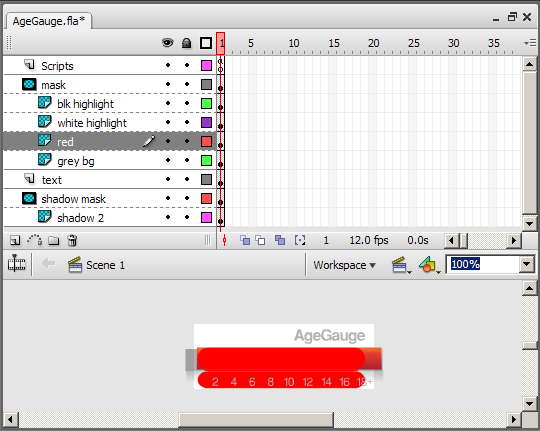 AgeGauge.fla*
1 5 10 15 20 25 30 35
Scripts
mask
blk highlight
white highlight
red
grey bg
text
shadow mask
shadow 2
1 12.0 fps 0.0s
Scene 1 Workspace 100%
AgeGauge
2 4 6 8 10 12 14 16 18+